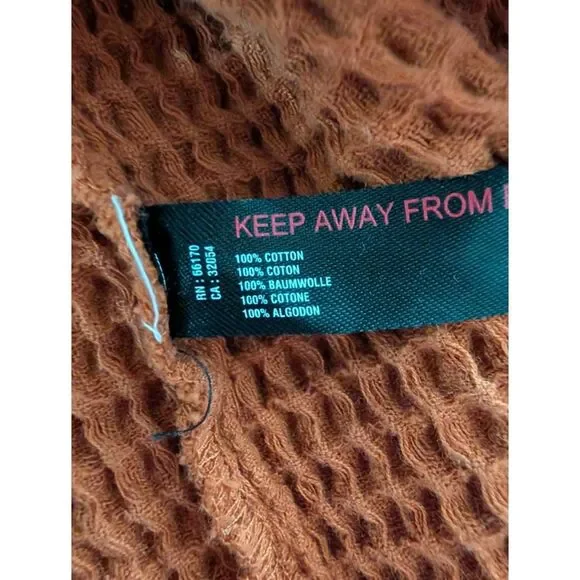 KEEP AWAY FROM
RN : 66170
CA : 32054
100% COTTON
100% COTON
100% BAUMWOLLE
100% COTONE
100% ALGODON